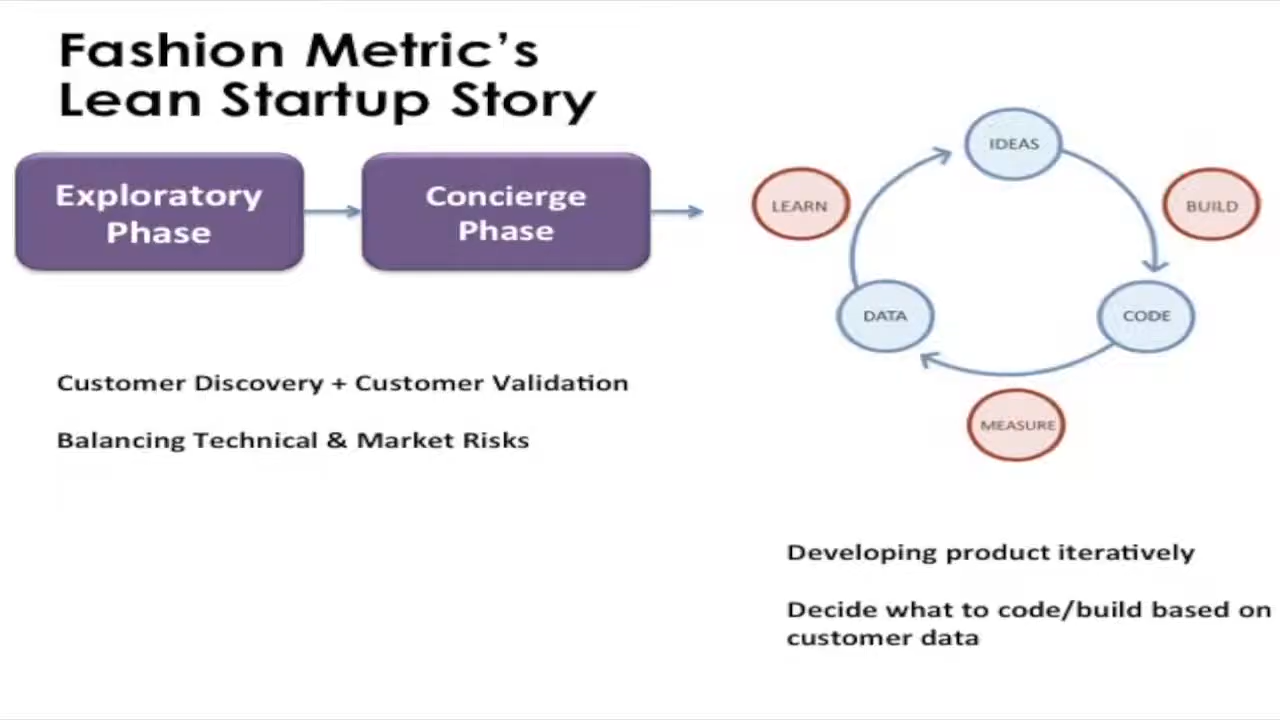 Fashion Metric's
Lean Startup Story
Exploratory
Phase
Concierge
Phase
IDEAS
LEARN
BUILD
DATA
CODE
MEASURE
Customer Discovery + Customer Validation
Balancing Technical & Market Risks
Developing product iteratively
Decide what to code/build based on
customer data